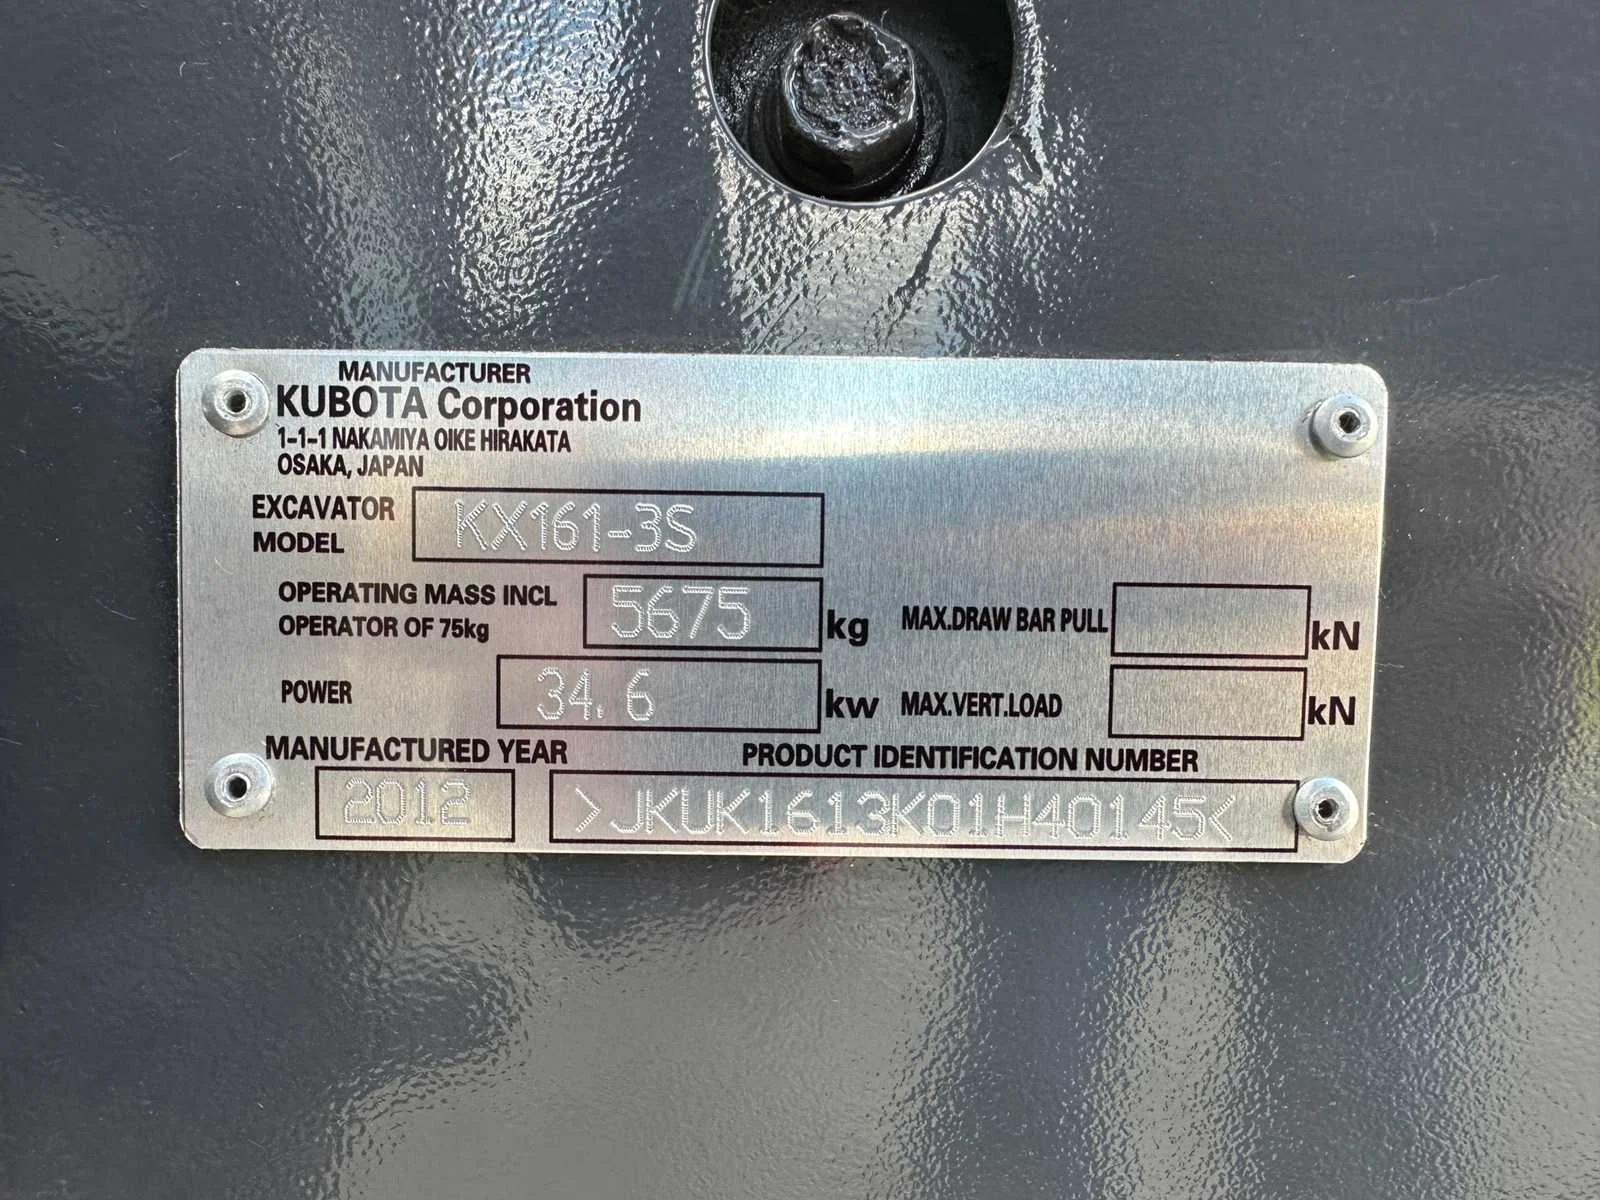 MANUFACTURER
KUBOTA Corporation
1-1-1 NAKAMIYA OIKE HIRAKATA
OSAKA, JAPAN
EXCAVATOR MODEL KX161-3S
OPERATING MASS INCL OPERATOR OF 75kg 5675 kg
MAX.DRAW BAR PULL kN
POWER 34.6 kw
MAX.VERT.LOAD kN
MANUFACTURED YEAR
2012
PRODUCT IDENTIFICATION NUMBER
>JKUK1613K01H40145<